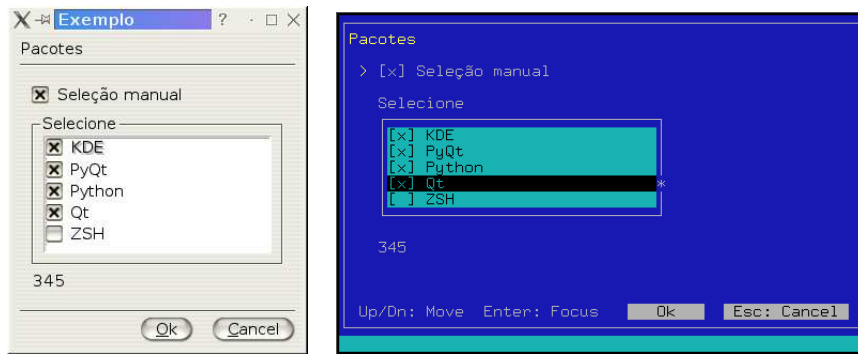 Exemplo
Pacotes
Seleção manual
Selecione
KDE
PyQt
Python
Qt
ZSH
345
Ok Cancel
Pacotes
> [x] Seleção manual
Selecione
[x] KDE
[x] PyQt
[x] Python
[x] Qt *
[ ] ZSH
345
Up/Dn: Move Enter: Focus Ok Esc: Cancel